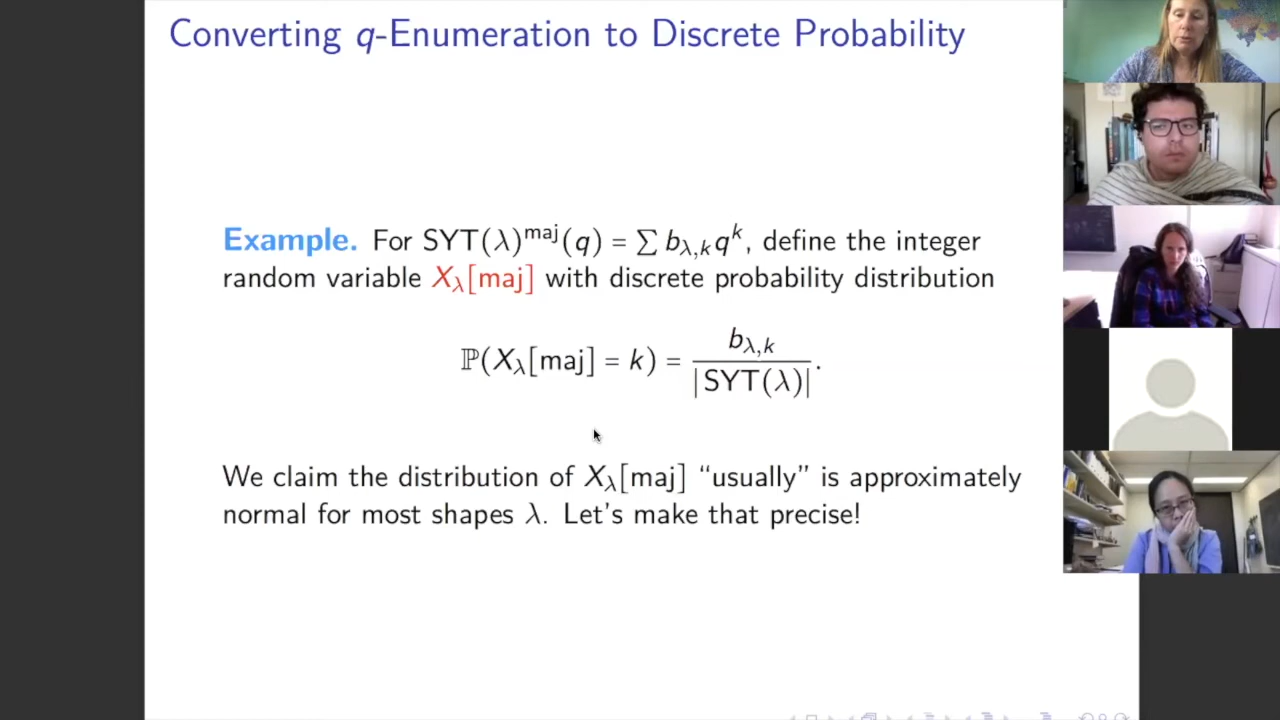 Converting q-Enumeration to Discrete Probability
Example. For SYT(λ)^maj(q) = ∑ b_λ,k q^k, define the integer
random variable X_λ[maj] with discrete probability distribution
ℙ(X_λ[maj] = k) = b_λ,k / |SYT(λ)|.
We claim the distribution of X_λ[maj] “usually” is approximately
normal for most shapes λ. Let’s make that precise!